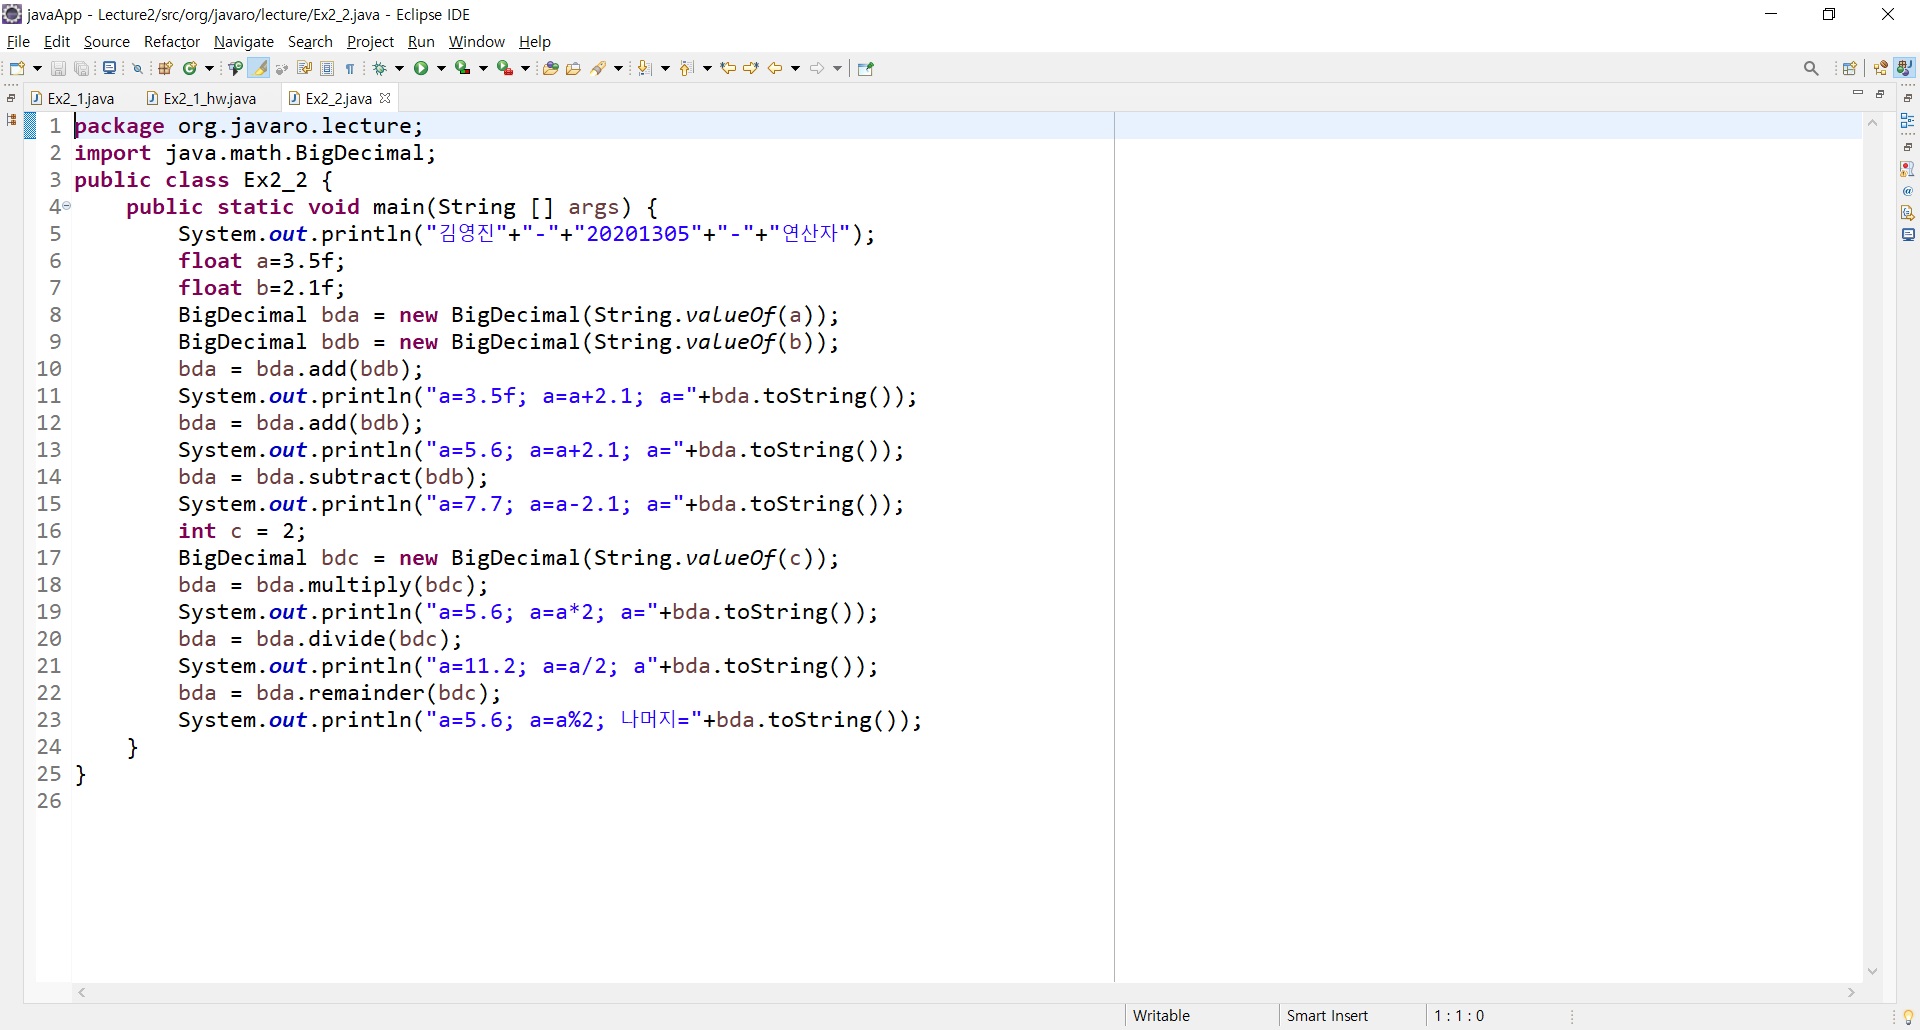 javaApp - Lecture2/src/org/javaro/lecture/Ex2_2.java - Eclipse IDE
File Edit Source Refactor Navigate Search Project Run Window Help
Ex2_1.java Ex2_1_hw.java Ex2_2.java
1 package org.javaro.lecture;
2 import java.math.BigDecimal;
3 public class Ex2_2 {
4 public static void main(String [] args) {
5 System.out.println("김영진"+"-"+"20201305"+"-"+"연산자");
6 float a=3.5f;
7 float b=2.1f;
8 BigDecimal bda = new BigDecimal(String.valueOf(a));
9 BigDecimal bdb = new BigDecimal(String.valueOf(b));
10 bda = bda.add(bdb);
11 System.out.println("a=3.5f; a=a+2.1; a="+bda.toString());
12 bda = bda.add(bdb);
13 System.out.println("a=5.6; a=a+2.1; a="+bda.toString());
14 bda = bda.subtract(bdb);
15 System.out.println("a=7.7; a=a-2.1; a="+bda.toString());
16 int c = 2;
17 BigDecimal bdc = new BigDecimal(String.valueOf(c));
18 bda = bda.multiply(bdc);
19 System.out.println("a=5.6; a=a*2; a="+bda.toString());
20 bda = bda.divide(bdc);
21 System.out.println("a=11.2; a=a/2; a"+bda.toString());
22 bda = bda.remainder(bdc);
23 System.out.println("a=5.6; a=a%2; 나머지="+bda.toString());
24 }
25 }
26
Writable Smart Insert 1 : 1 : 0